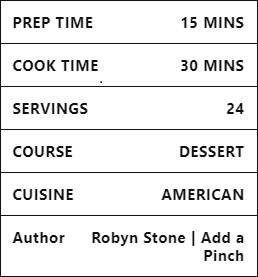 PREP TIME 15 MINS
COOK TIME 30 MINS
SERVINGS 24
COURSE DESSERT
CUISINE AMERICAN
Author Robyn Stone | Add a
Pinch